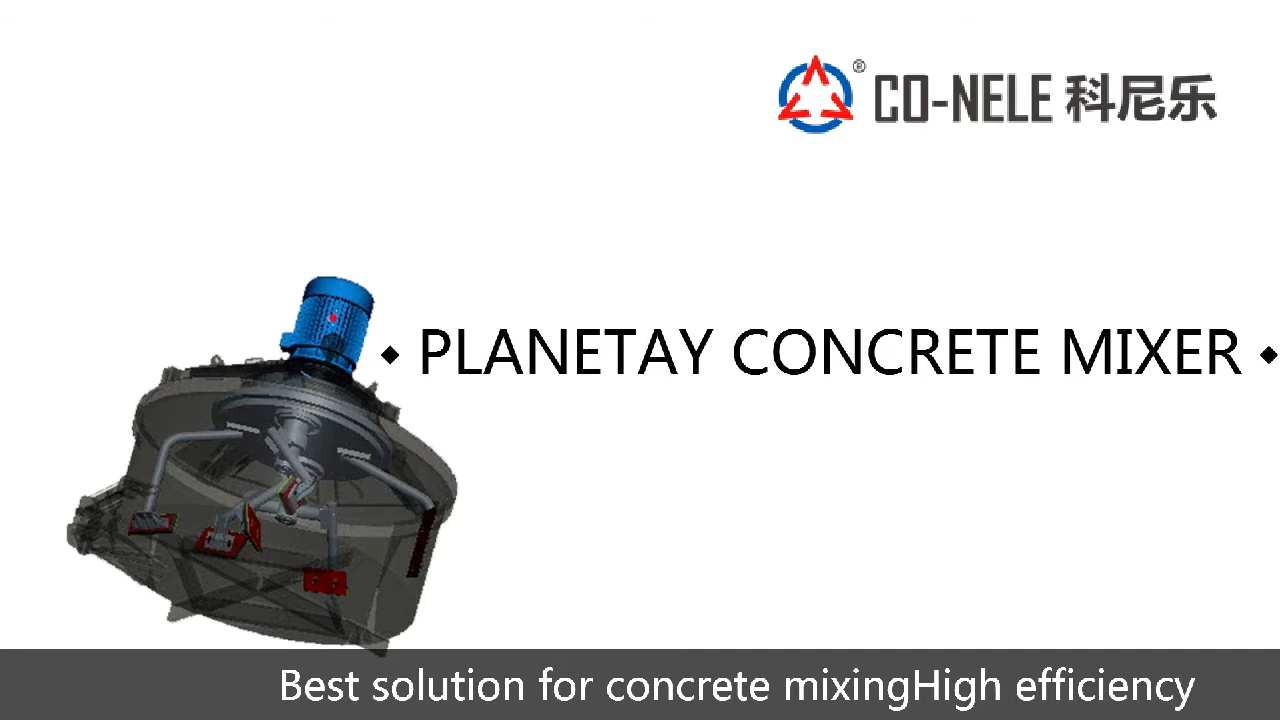 ® CO-NELE 科尼乐
◆ PLANETAY CONCRETE MIXER ◆
Best solution for concrete mixingHigh efficiency